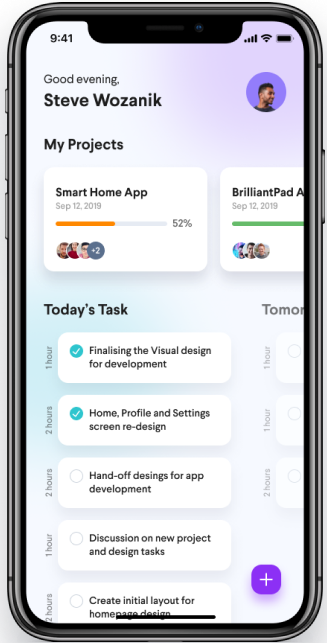 9:41
Good evening,
Steve Wozanik
My Projects
Smart Home App
Sep 12, 2019
52%
+2
BrilliantPad A
Sep 12, 2019
Today's Task
Tomor
1 hour
Finalising the Visual design
for development
1 hour
2 hours
Home, Profile and Settings
screen re-design
1 hour
2 hours
Hand-off desings for app
development
2 hours
1 hour
Discussion on new project
and design tasks
2 hours
Create initial layout for
homepage design